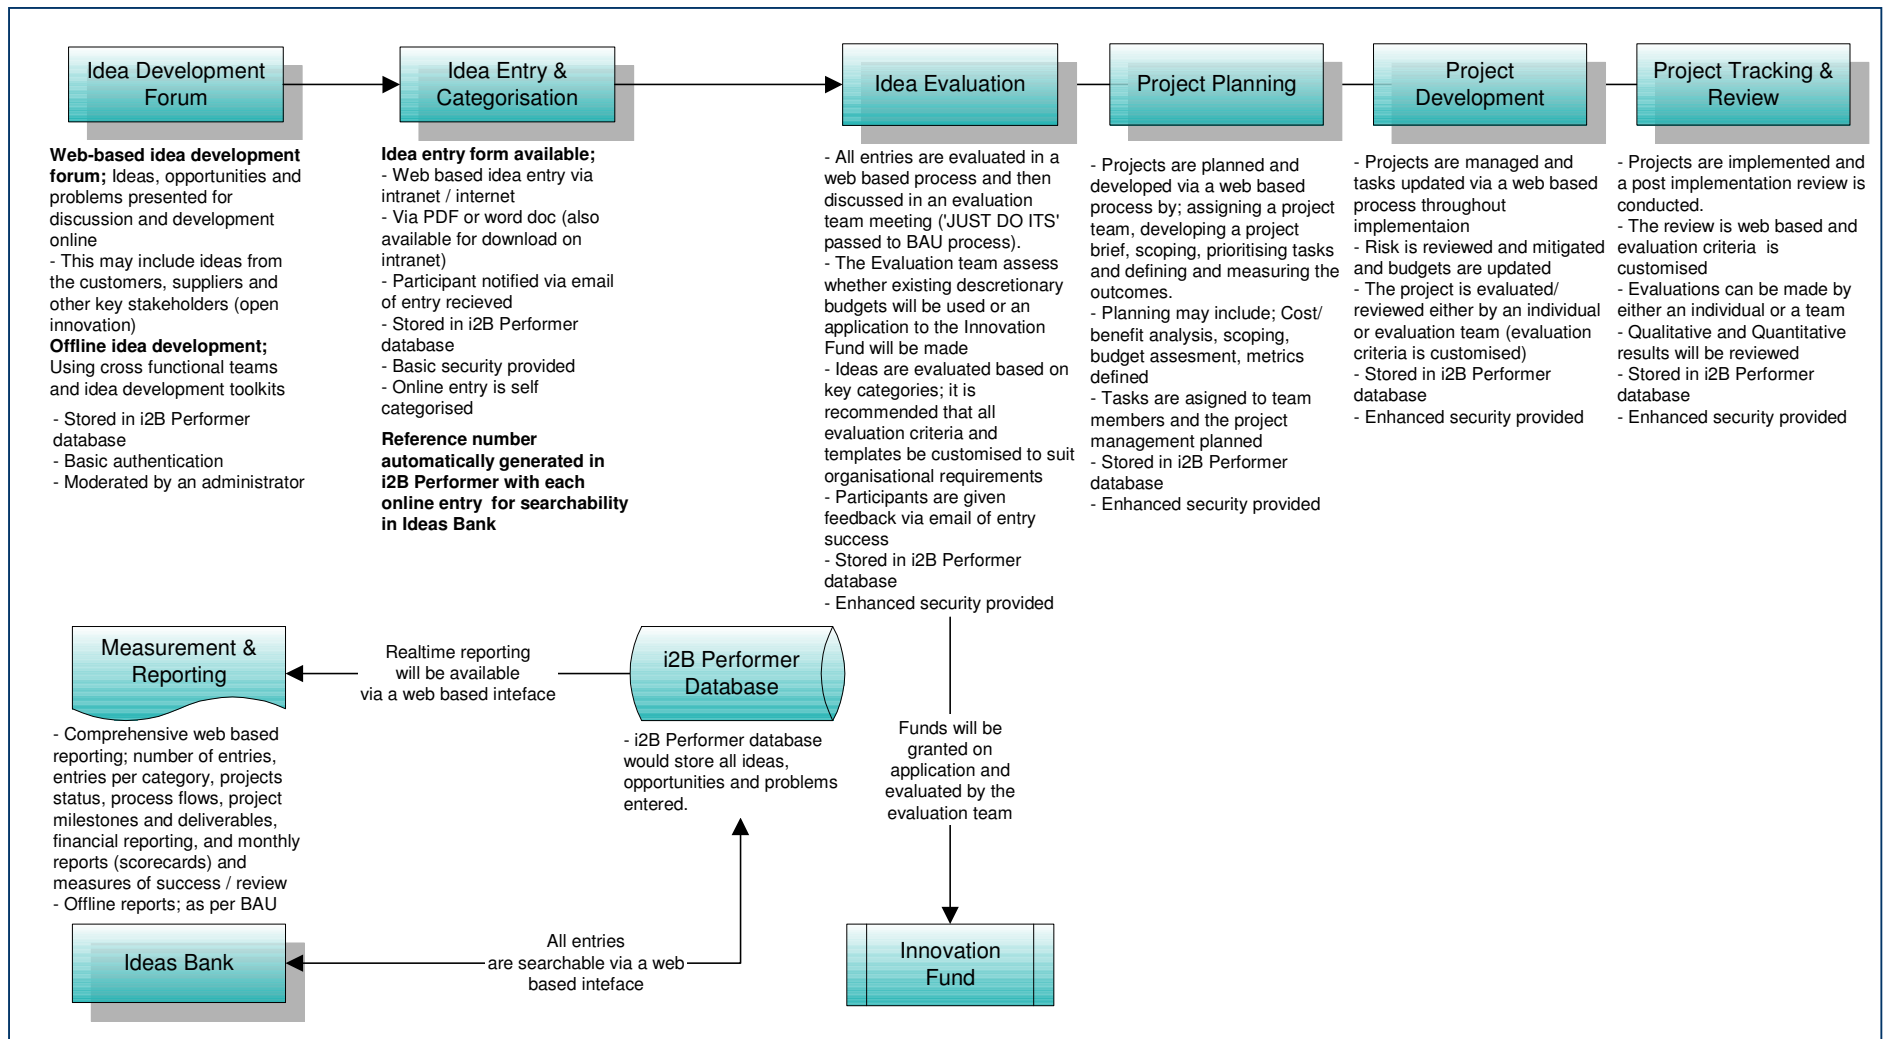 Idea Development
Forum
Idea Entry &
Categorisation
Idea Evaluation
Project Planning
Project
Development
Project Tracking &
Review
Web-based idea development
forum; Ideas, opportunities and
problems presented for
discussion and development
online
- This may include ideas from
the customers, suppliers and
other key stakeholders (open
innovation)
Offline idea development;
Using cross functional teams
and idea development toolkits
- Stored in i2B Performer
database
- Basic authentication
- Moderated by an administrator
Idea entry form available;
- Web based idea entry via
intranet / internet
- Via PDF or word doc (also
available for download on
intranet)
- Participant notified via email
of entry recieved
- Stored in i2B Performer
database
- Basic security provided
- Online entry is self
categorised
Reference number
automatically generated in
i2B Performer with each
online entry  for searchability
in Ideas Bank
- All entries are evaluated in a
web based process and then
discussed in an evaluation
team meeting ('JUST DO ITS'
passed to BAU process).
- The Evaluation team assess
whether existing descretionary
budgets will be used or an
application to the Innovation
Fund will be made
- Ideas are evaluated based on
key categories; it is
recommended that all
evaluation criteria and
templates be customised to suit
organisational requirements
- Participants are given
feedback via email of entry
success
- Stored in i2B Performer
database
- Enhanced security provided
- Projects are planned and
developed via a web based
process by; assigning a project
team, developing a project
brief, scoping, prioritising tasks
and defining and measuring the
outcomes.
- Planning may include; Cost/
benefit analysis, scoping,
budget assesment, metrics
defined
- Tasks are asigned to team
members and the project
management planned
- Stored in i2B Performer
database
- Enhanced security provided
- Projects are managed and
tasks updated via a web based
process throughout
implementaion
- Risk is reviewed and mitigated
and budgets are updated
- The project is evaluated/
reviewed either by an individual
or evaluation team (evaluation
criteria is customised)
- Stored in i2B Performer
database
- Enhanced security provided
- Projects are implemented and
a post implementation review is
conducted.
- The review is web based and
evaluation criteria  is
customised
- Evaluations can be made by
either an individual or a team
- Qualitative and Quantitative
results will be reviewed
- Stored in i2B Performer
database
- Enhanced security provided
Measurement &
Reporting
Realtime reporting
will be available
via a web based inteface
i2B Performer
Database
- Comprehensive web based
reporting; number of entries,
entries per category, projects
status, process flows, project
milestones and deliverables,
financial reporting, and monthly
reports (scorecards) and
measures of success / review
- Offline reports; as per BAU
- i2B Performer database
would store all ideas,
opportunities and problems
entered.
Funds will be
granted on
application and
evaluated by the
evaluation team
Ideas Bank
All entries
are searchable via a web
based inteface
Innovation
Fund